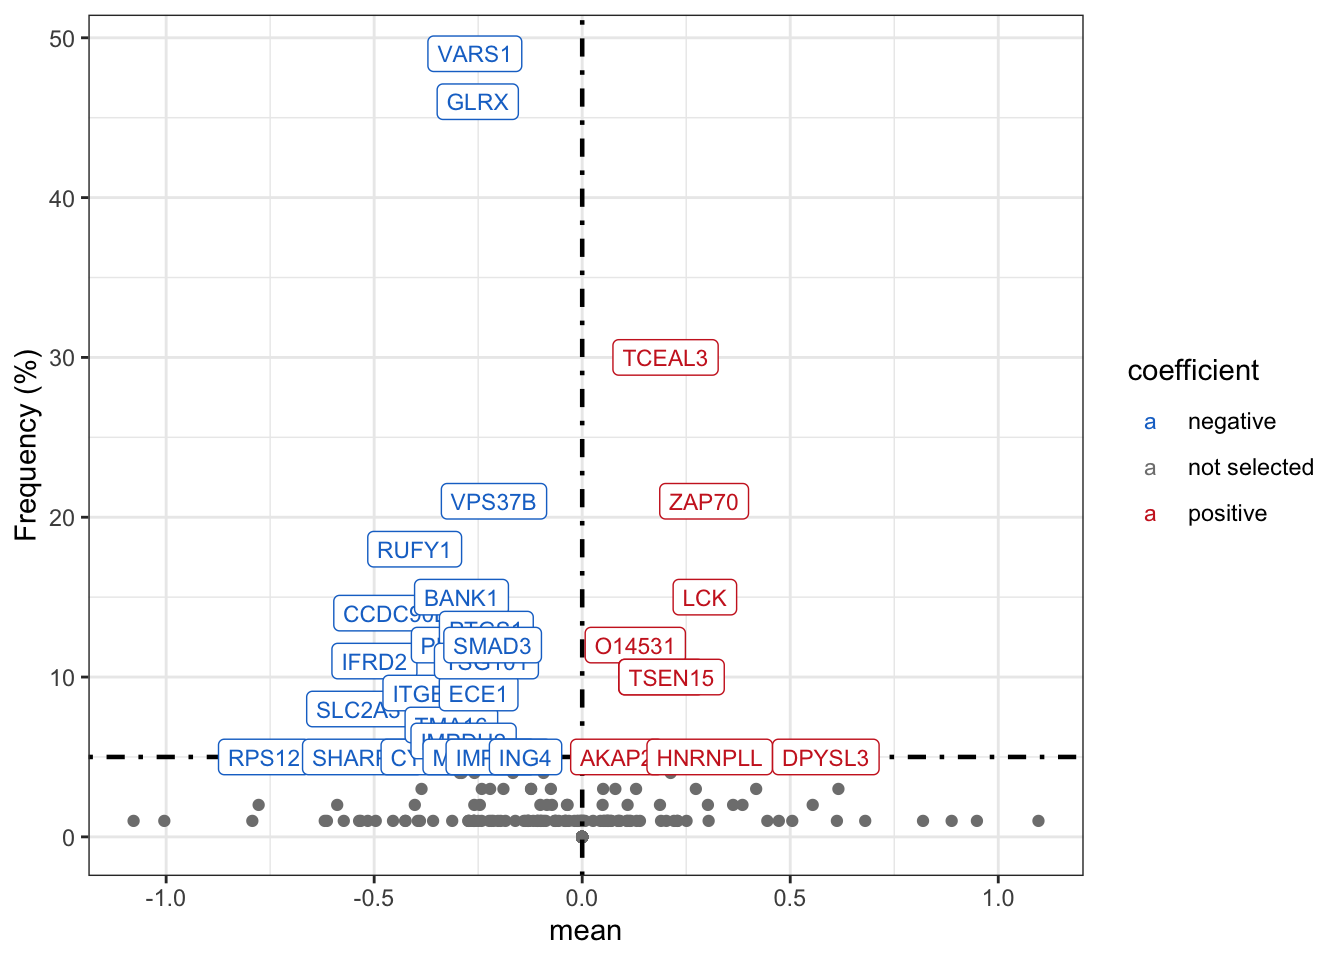 50
40
30
20
10
0
Frequency (%)
VARS1
GLRX
TCEAL3
VPS37B
ZAP70
RUFY1
BANK1
LCK
SMAD3
O14531
IFRD2
TSEN15
ECE1
RPS12
ING4
HNRNPLL
DPYSL3
-1.0
-0.5
0.0
0.5
1.0
mean
coefficient
a negative
a not selected
a positive